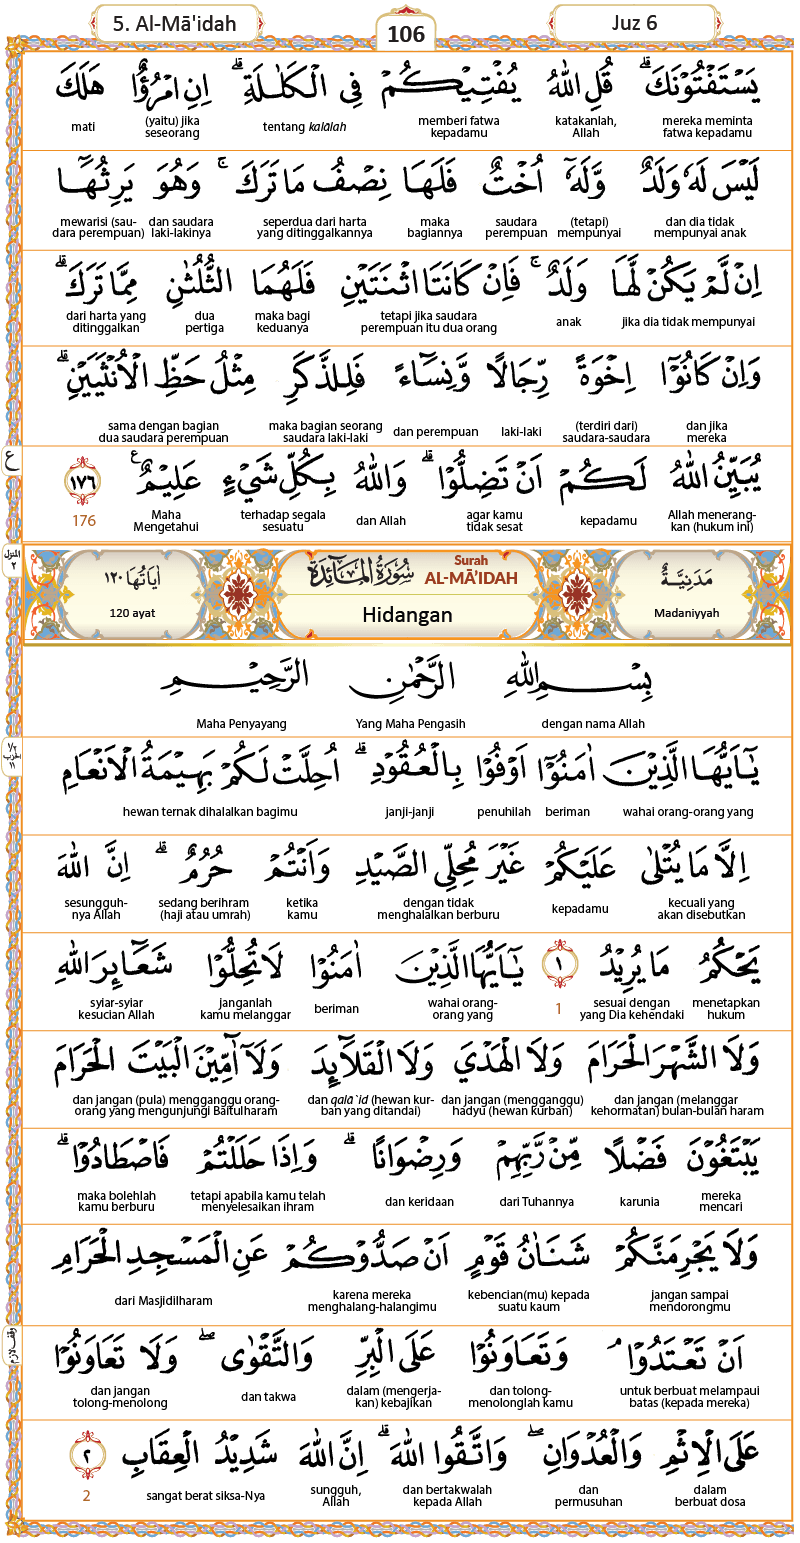 5. Al-Mā'idah 106 Juz 6
يَسْتَفْتُوْنَكَۗ قُلِ اللّٰهُ يُفْتِيْكُمْ فِى الْكَلٰلَةِۗ اِنِ امْرُؤٌا هَلَكَ
mereka meminta fatwa kepadamu katakanlah, Allah memberi fatwa kepadamu tentang kalālah (yaitu) jika seseorang mati
لَيْسَ لَهٗ وَلَدٌ وَّلَهٗٓ اُخْتٌ فَلَهَا نِصْفُ مَا تَرَكَۚ وَهُوَ يَرِثُهَآ
dan dia tidak mempunyai anak (tetapi) mempunyai saudara perempuan maka bagiannya seperdua dari harta yang ditinggalkannya dan saudara laki-lakinya mewarisi (saudara perempuan)
اِنْ لَّمْ يَكُنْ لَّهَا وَلَدٌۚ فَاِنْ كَانَتَا اثْنَتَيْنِ فَلَهُمَا الثُّلُثٰنِ مِمَّا تَرَكَۗ
jika dia tidak mempunyai anak tetapi jika saudara perempuan itu dua orang maka bagi keduanya dua pertiga dari harta yang ditinggalkan
وَاِنْ كَانُوْٓا اِخْوَةً رِّجَالًا وَّنِسَاۤءً فَلِلذَّكَرِ مِثْلُ حَظِّ الْاُنْثَيَيْنِۗ
dan jika mereka (terdiri dari) saudara-saudara laki-laki dan perempuan maka bagian seorang saudara laki-laki sama dengan bagian dua saudara perempuan
ع
يُبَيِّنُ اللّٰهُ لَكُمْ اَنْ تَضِلُّوْاۗ وَاللّٰهُ بِكُلِّ شَيْءٍ عَلِيْمٌࣖ ١٧٦
Allah menerangkan (hukum ini) kepadamu agar kamu tidak sesat dan Allah terhadap segala sesuatu Maha Mengetahui 176
المنزل ٢
مَدَنِيَّةٌ سُوْرَةُ الْمَاۤئِدَةِ Surah AL-MĀ'IDAH اٰيَاتُهَا ١٢٠
Madaniyyah Hidangan 120 ayat
بِسْمِ اللّٰهِ الرَّحْمٰنِ الرَّحِيْمِ
dengan nama Allah Yang Maha Pengasih Maha Penyayang
١/٢ الحزب ١١
يٰٓاَيُّهَا الَّذِيْنَ اٰمَنُوْٓا اَوْفُوْا بِالْعُقُوْدِۗ اُحِلَّتْ لَكُمْ بَهِيْمَةُ الْاَنْعَامِ
wahai orang-orang yang beriman penuhilah janji-janji hewan ternak dihalalkan bagimu
اِلَّا مَا يُتْلٰى عَلَيْكُمْ غَيْرَ مُحِلِّى الصَّيْدِ وَاَنْتُمْ حُرُمٌۗ اِنَّ اللّٰهَ
kecuali yang akan disebutkan kepadamu dengan tidak menghalalkan berburu ketika kamu sedang berihram (haji atau umrah) sesungguhnya Allah
يَحْكُمُ مَا يُرِيْدُ ١ يٰٓاَيُّهَا الَّذِيْنَ اٰمَنُوْا لَا تُحِلُّوْا شَعَاۤىِٕرَ اللّٰهِ
menetapkan hukum sesuai dengan yang Dia kehendaki 1 wahai orang-orang yang beriman janganlah kamu melanggar syiar-syiar kesucian Allah
وَلَا الشَّهْرَ الْحَرَامَ وَلَا الْهَدْيَ وَلَا الْقَلَاۤىِٕدَ وَلَآ اٰۤمِّيْنَ الْبَيْتَ الْحَرَامَ
dan jangan (melanggar kehormatan) bulan-bulan haram dan jangan (mengganggu) hadyu (hewan kurban) dan qalā`id (hewan kurban yang ditandai) dan jangan (pula) mengganggu orang-orang yang mengunjungi Baitulharam
يَبْتَغُوْنَ فَضْلًا مِّنْ رَّبِّهِمْ وَرِضْوَانًاۗ وَاِذَا حَلَلْتُمْ فَاصْطَادُوْاۗ
mereka mencari karunia dari Tuhannya dan keridaan tetapi apabila kamu telah menyelesaikan ihram maka bolehlah kamu berburu
وَلَا يَجْرِمَنَّكُمْ شَنَاٰنُ قَوْمٍ اَنْ صَدُّوْكُمْ عَنِ الْمَسْجِدِ الْحَرَامِ
jangan sampai mendorongmu kebencian(mu) kepada suatu kaum karena mereka menghalang-halangimu dari Masjidilharam
وقف لازم
اَنْ تَعْتَدُوْاۘ وَتَعَاوَنُوْا عَلَى الْبِرِّ وَالتَّقْوٰىۖ وَلَا تَعَاوَنُوْا
untuk berbuat melampaui batas (kepada mereka) dan tolong-menolonglah kamu dalam (mengerjakan) kebajikan dan takwa dan jangan tolong-menolong
عَلَى الْاِثْمِ وَالْعُدْوَانِۖ وَاتَّقُوا اللّٰهَۗ اِنَّ اللّٰهَ شَدِيْدُ الْعِقَابِ ٢
dalam berbuat dosa dan permusuhan dan bertakwalah kepada Allah sungguh, Allah sangat berat siksa-Nya 2